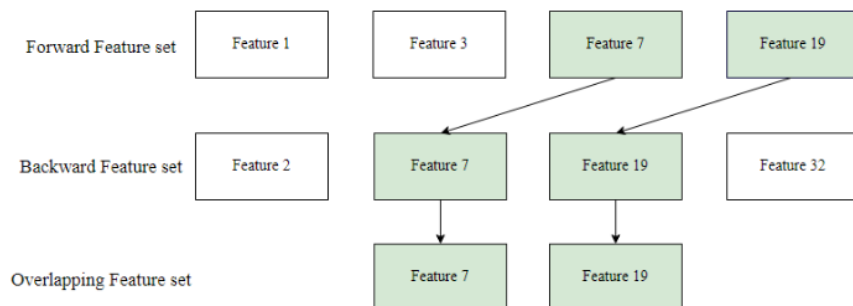 Forward Feature set
Feature 1
Feature 3
Feature 7
Feature 19
Backward Feature set
Feature 2
Feature 7
Feature 19
Feature 32
Overlapping Feature set
Feature 7
Feature 19